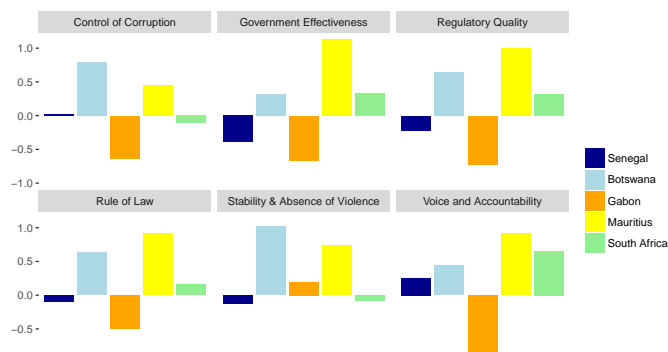 Control of Corruption
Government Effectiveness
Regulatory Quality
1.0
0.5
0.0
−0.5
−1.0
Rule of Law
Stability & Absence of Violence
Voice and Accountability
1.0
0.5
0.0
−0.5
Senegal
Botswana
Gabon
Mauritius
South Africa